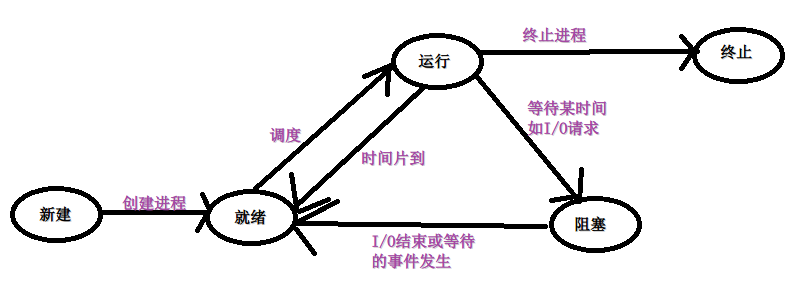 终止进程
运行
终止
等待某时间
如I/O请求
调度
时间片到
创建进程
新建
就绪
阻塞
I/O结束或等待
的事件发生